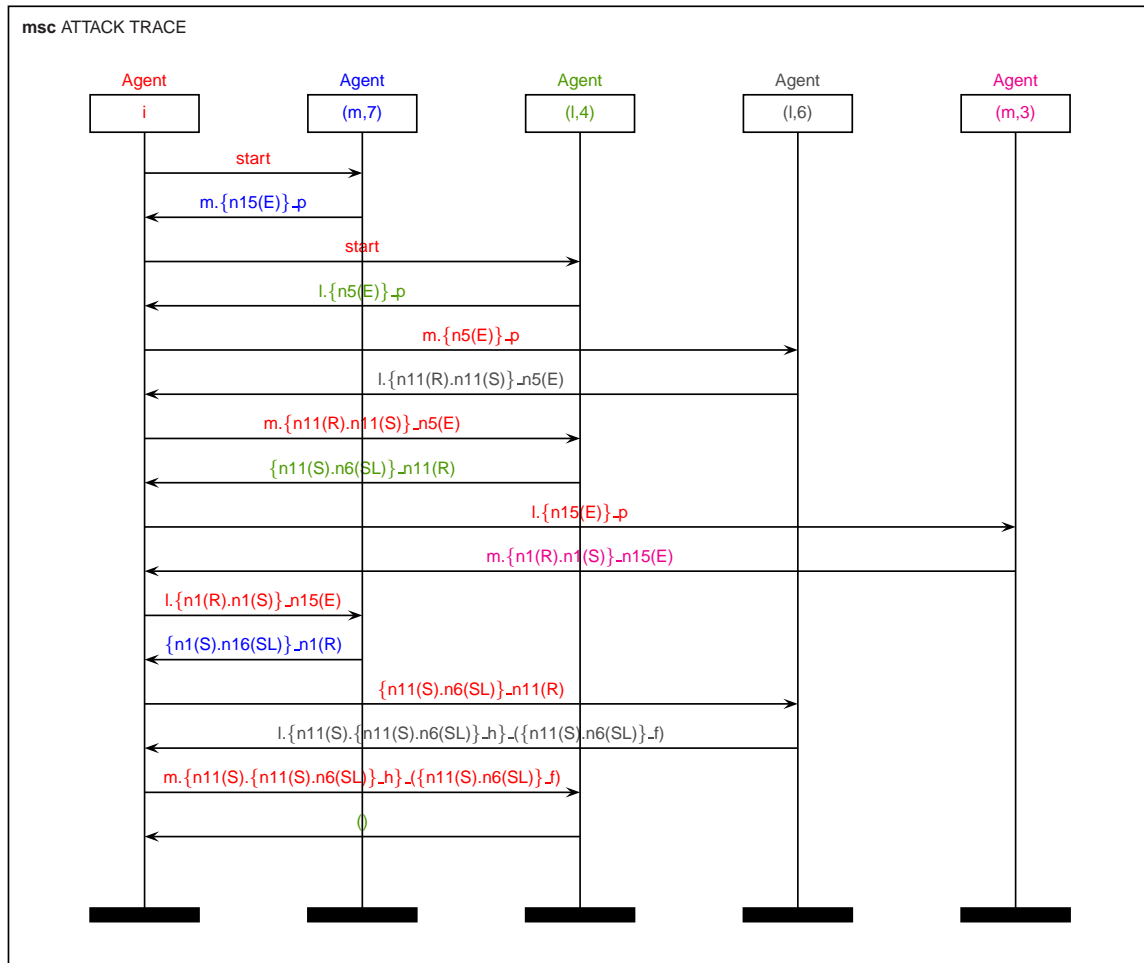 msc ATTACK TRACE
Agent Agent Agent Agent Agent
i (m,7) (l,4) (l,6) (m,3)
start
m.{n15(E)}_p
start
l.{n5(E)}_p
m.{n5(E)}_p
l.{n11(R).n11(S)}_n5(E)
m.{n11(R).n11(S)}_n5(E)
{n11(S).n6(SL)}_n11(R)
l.{n15(E)}_p
m.{n1(R).n1(S)}_n15(E)
l.{n1(R).n1(S)}_n15(E)
{n1(S).n16(SL)}_n1(R)
{n11(S).n6(SL)}_n11(R)
l.{n11(S).{n11(S).n6(SL)}_h}_({n11(S).n6(SL)}_f)
m.{n11(S).{n11(S).n6(SL)}_h}_({n11(S).n6(SL)}_f)
()